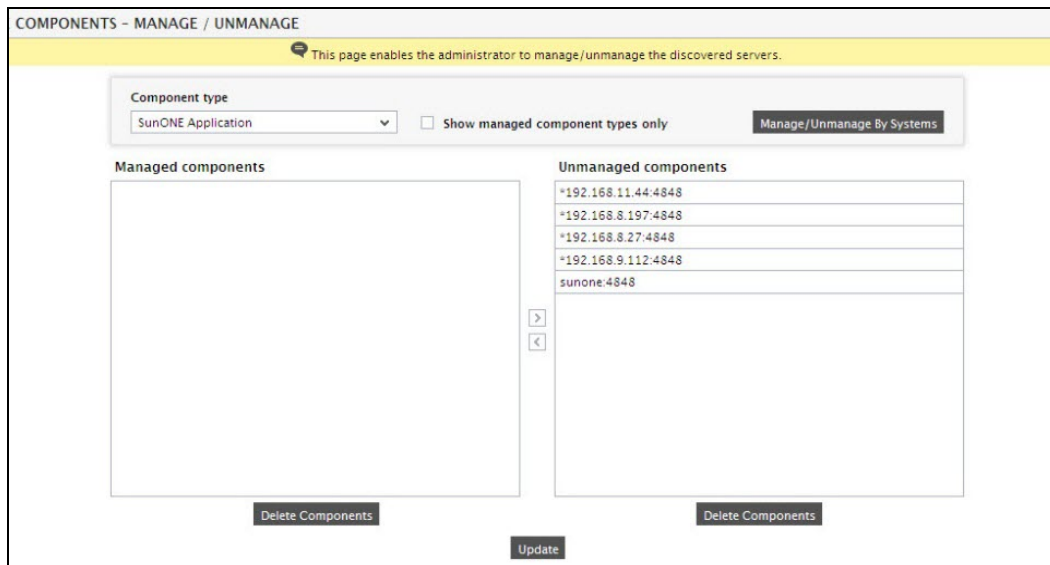 COMPONENTS – MANAGE / UNMANAGE
This page enables the administrator to manage/unmanage the discovered servers.
Component type
SunONE Application
Show managed component types only
Manage/Unmanage By Systems
Managed components
Unmanaged components
*192.168.11.44:4848
*192.168.8.197:4848
*192.168.8.27:4848
*192.168.9.112:4848
sunone:4848
>
<
Delete Components
Delete Components
Update